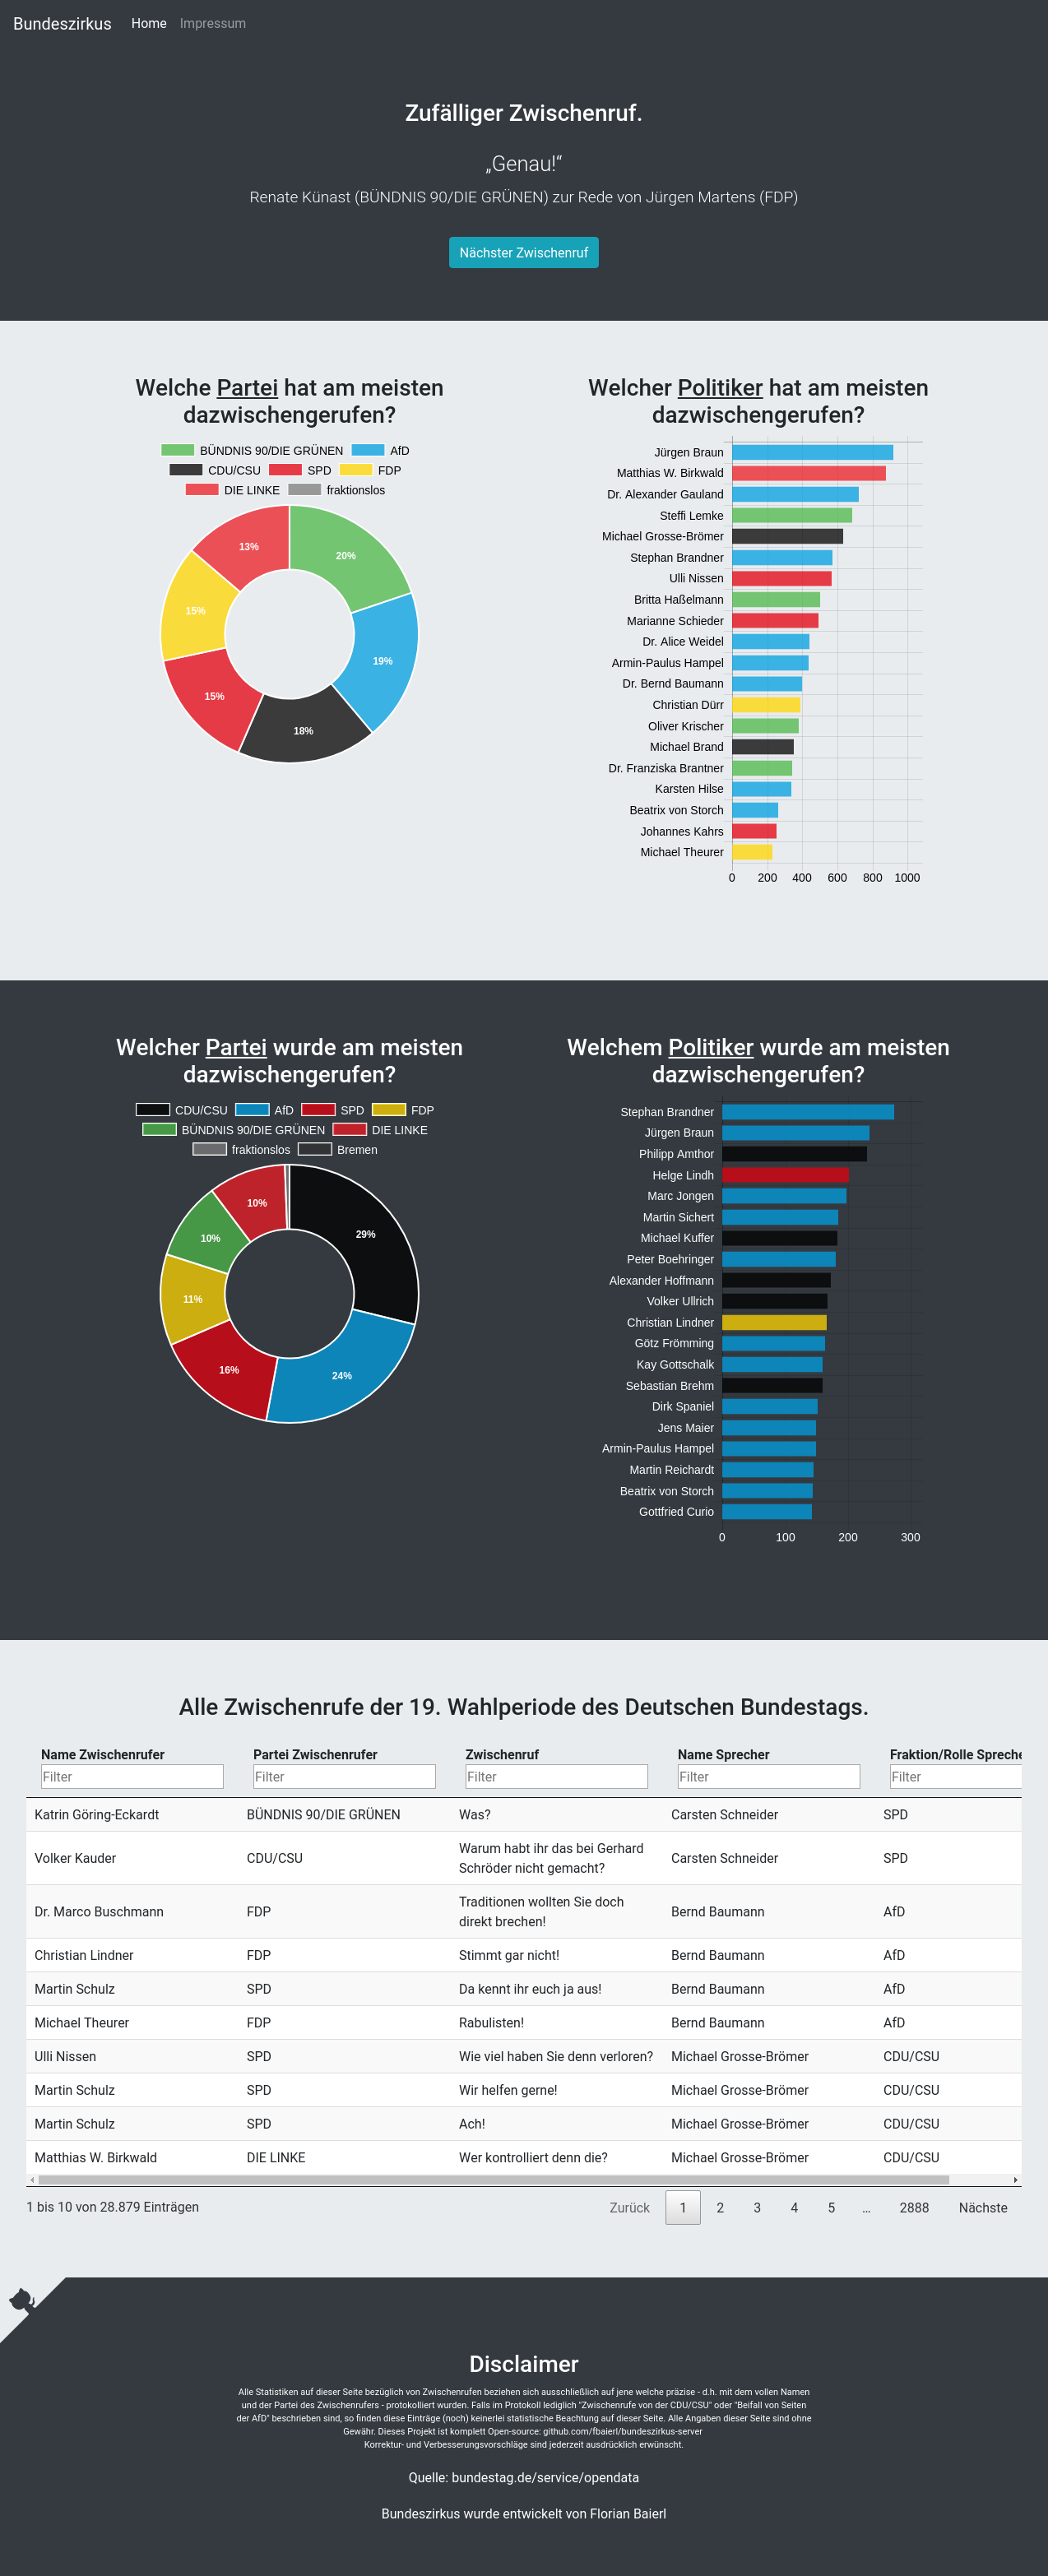 Bundeszirkus Home Impressum
Zufälliger Zwischenruf.
„Genau!“
Renate Künast (BÜNDNIS 90/DIE GRÜNEN) zur Rede von Jürgen Martens (FDP)
Nächster Zwischenruf
Welche Partei hat am meisten
dazwischengerufen?
BÜNDNIS 90/DIE GRÜNEN AfD
CDU/CSU SPD FDP
DIE LINKE fraktionslos
13%
20%
15%
19%
15%
18%
Welcher Politiker hat am meisten
dazwischengerufen?
Jürgen Braun
Matthias W. Birkwald
Dr. Alexander Gauland
Steffi Lemke
Michael Grosse-Brömer
Stephan Brandner
Ulli Nissen
Britta Haßelmann
Marianne Schieder
Dr. Alice Weidel
Armin-Paulus Hampel
Dr. Bernd Baumann
Christian Dürr
Oliver Krischer
Michael Brand
Dr. Franziska Brantner
Karsten Hilse
Beatrix von Storch
Johannes Kahrs
Michael Theurer
0 200 400 600 800 1000
Welcher Partei wurde am meisten
dazwischengerufen?
CDU/CSU AfD SPD FDP
BÜNDNIS 90/DIE GRÜNEN DIE LINKE
fraktionslos Bremen
10%
29%
10%
11%
16%
24%
Welchem Politiker wurde am meisten
dazwischengerufen?
Stephan Brandner
Jürgen Braun
Philipp Amthor
Helge Lindh
Marc Jongen
Martin Sichert
Michael Kuffer
Peter Boehringer
Alexander Hoffmann
Volker Ullrich
Christian Lindner
Götz Frömming
Kay Gottschalk
Sebastian Brehm
Dirk Spaniel
Jens Maier
Armin-Paulus Hampel
Martin Reichardt
Beatrix von Storch
Gottfried Curio
0 100 200 300
Alle Zwischenrufe der 19. Wahlperiode des Deutschen Bundestags.
Name Zwischenrufer Partei Zwischenrufer Zwischenruf Name Sprecher Fraktion/Rolle Spreche
Filter Filter Filter Filter Filter
Katrin Göring-Eckardt BÜNDNIS 90/DIE GRÜNEN Was? Carsten Schneider SPD
Volker Kauder CDU/CSU Warum habt ihr das bei Gerhard
Schröder nicht gemacht? Carsten Schneider SPD
Dr. Marco Buschmann FDP Traditionen wollten Sie doch
direkt brechen! Bernd Baumann AfD
Christian Lindner FDP Stimmt gar nicht! Bernd Baumann AfD
Martin Schulz SPD Da kennt ihr euch ja aus! Bernd Baumann AfD
Michael Theurer FDP Rabulisten! Bernd Baumann AfD
Ulli Nissen SPD Wie viel haben Sie denn verloren? Michael Grosse-Brömer CDU/CSU
Martin Schulz SPD Wir helfen gerne! Michael Grosse-Brömer CDU/CSU
Martin Schulz SPD Ach! Michael Grosse-Brömer CDU/CSU
Matthias W. Birkwald DIE LINKE Wer kontrolliert denn die? Michael Grosse-Brömer CDU/CSU
1 bis 10 von 28.879 Einträgen Zurück 1 2 3 4 5 … 2888 Nächste
Disclaimer
Alle Statistiken auf dieser Seite bezüglich von Zwischenrufen beziehen sich ausschließlich auf jene welche präzise - d.h. mit dem vollen Namen
und der Partei des Zwischenrufers - protokolliert wurden. Falls im Protokoll lediglich "Zwischenrufe von der CDU/CSU" oder "Beifall von Seiten
der AfD" beschrieben sind, so finden diese Einträge (noch) keinerlei statistische Beachtung auf dieser Seite. Alle Angaben dieser Seite sind ohne
Gewähr. Dieses Projekt ist komplett Open-source: github.com/fbaierl/bundeszirkus-server
Korrektur- und Verbesserungsvorschläge sind jederzeit ausdrücklich erwünscht.
Quelle: bundestag.de/service/opendata
Bundeszirkus wurde entwickelt von Florian Baierl